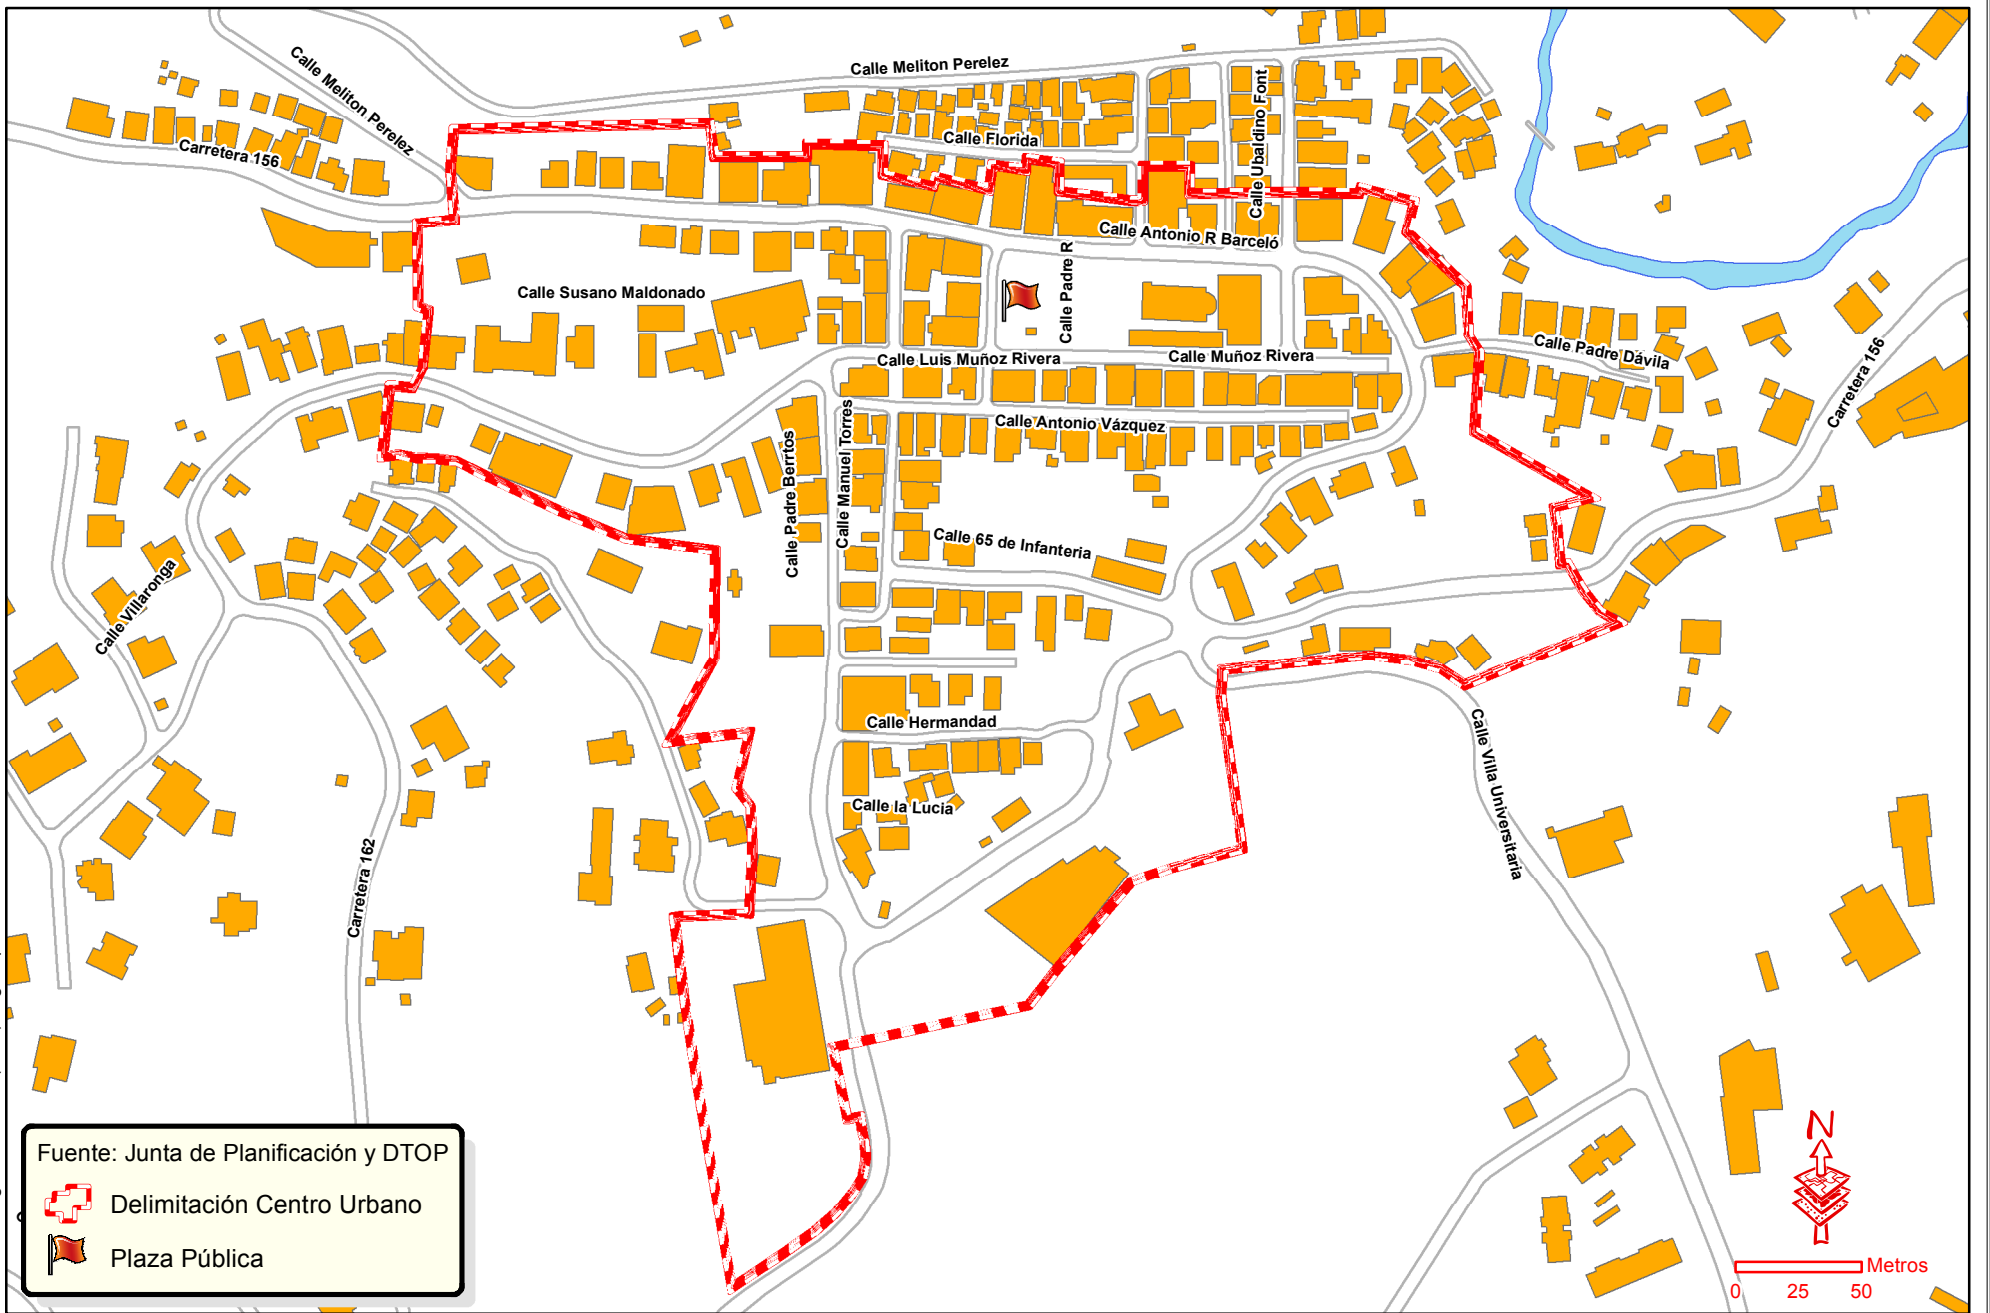 Calle Meliton Perelez
Calle Meliton Perelez
Calle Florida
Calle Ubaldino Font
Carretera 156
Calle Antonio R Barceló
Calle Padre R
Calle Susano Maldonado
Calle Luis Muñoz Rivera
Calle Muñoz Rivera
Calle Padre Dávila
Carretera 156
Calle Antonio Vázquez
Calle Manuel Torres
Calle Padre Berrtos
Calle 65 de Infanteria
Calle Villaronga
Calle Hermandad
Calle la Lucia
Calle Villa Universitaria
Carretera 162
Fuente: Junta de Planificación y DTOP
Delimitación Centro Urbano
Plaza Pública
N
Metros
0 25 50